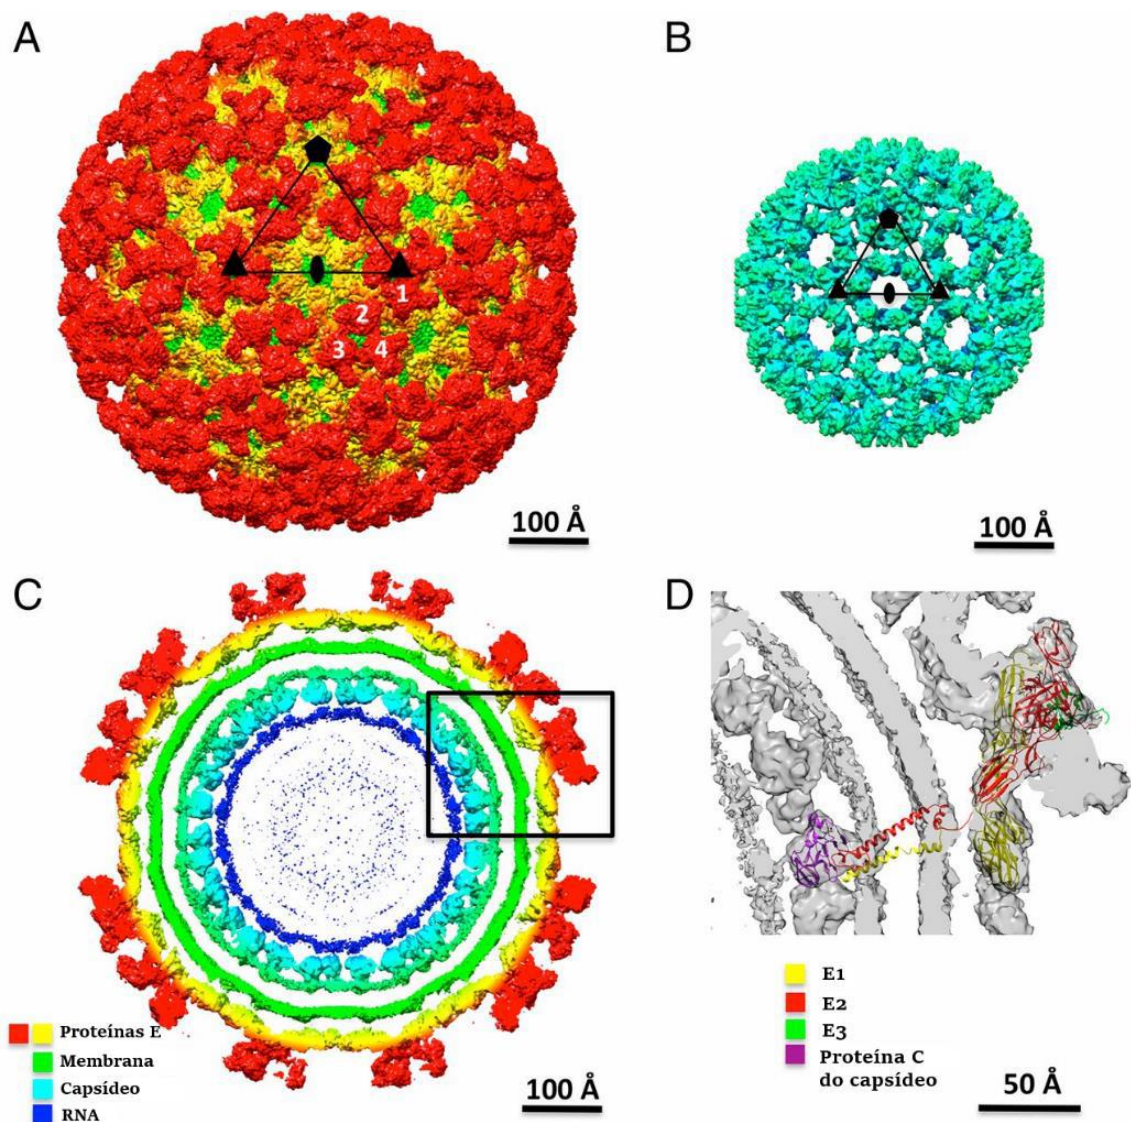 A
B
1
2
3 4
100 Å
100 Å
C
D
Proteínas E
Membrana
Capsídeo
RNA
100 Å
E1
E2
E3
Proteína C
do capsídeo
50 Å